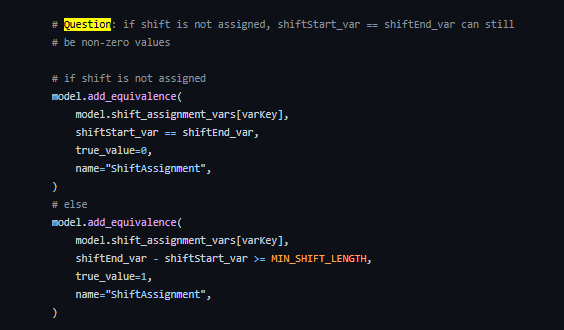 # Question: if shift is not assigned, shiftStart_var == shiftEnd_var can still
# be non-zero values
# if shift is not assigned
model.add_equivalence(
model.shift_assignment_vars[varKey],
shiftStart_var == shiftEnd_var,
true_value=0,
name="ShiftAssignment",
)
# else
model.add_equivalence(
model.shift_assignment_vars[varKey],
shiftEnd_var - shiftStart_var >= MIN_SHIFT_LENGTH,
true_value=1,
name="ShiftAssignment",
)